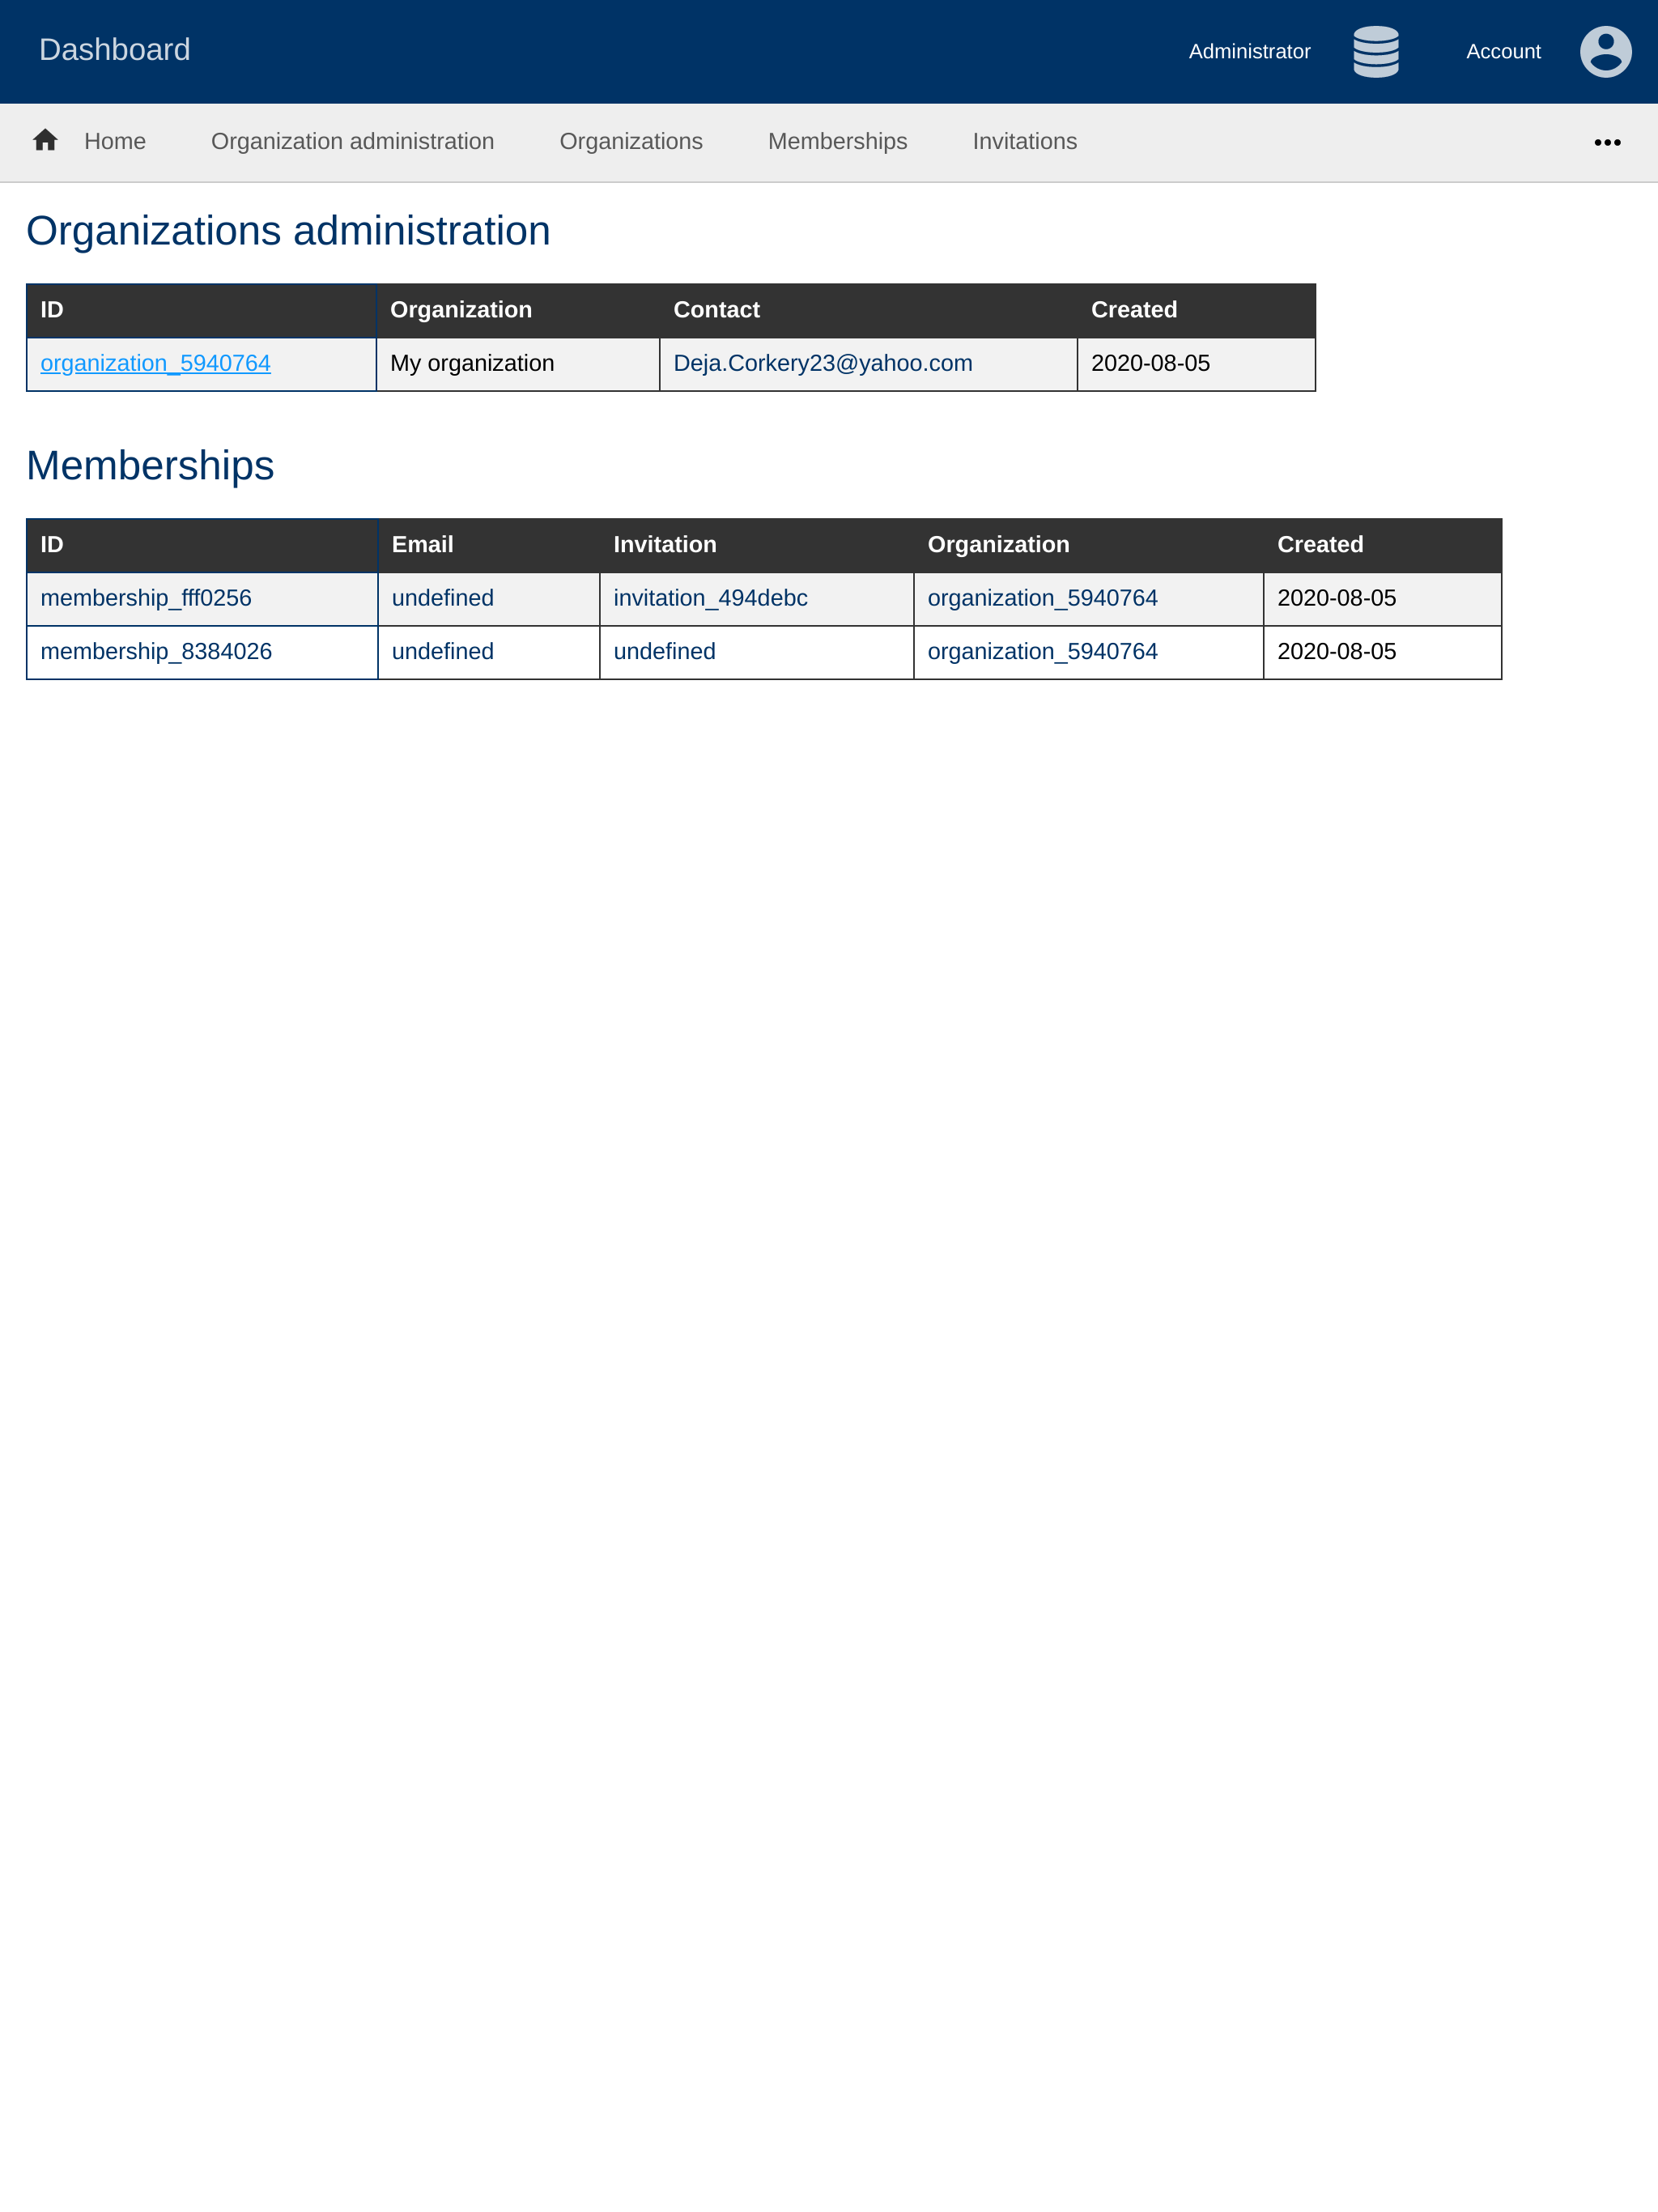 Dashboard
Administrator
Account
Home
Organization administration
Organizations
Memberships
Invitations
Organizations administration
ID Organization Contact Created
organization_5940764 My organization Deja.Corkery23@yahoo.com 2020-08-05
Memberships
ID Email Invitation Organization Created
membership_fff0256 undefined invitation_494debc organization_5940764 2020-08-05
membership_8384026 undefined undefined organization_5940764 2020-08-05